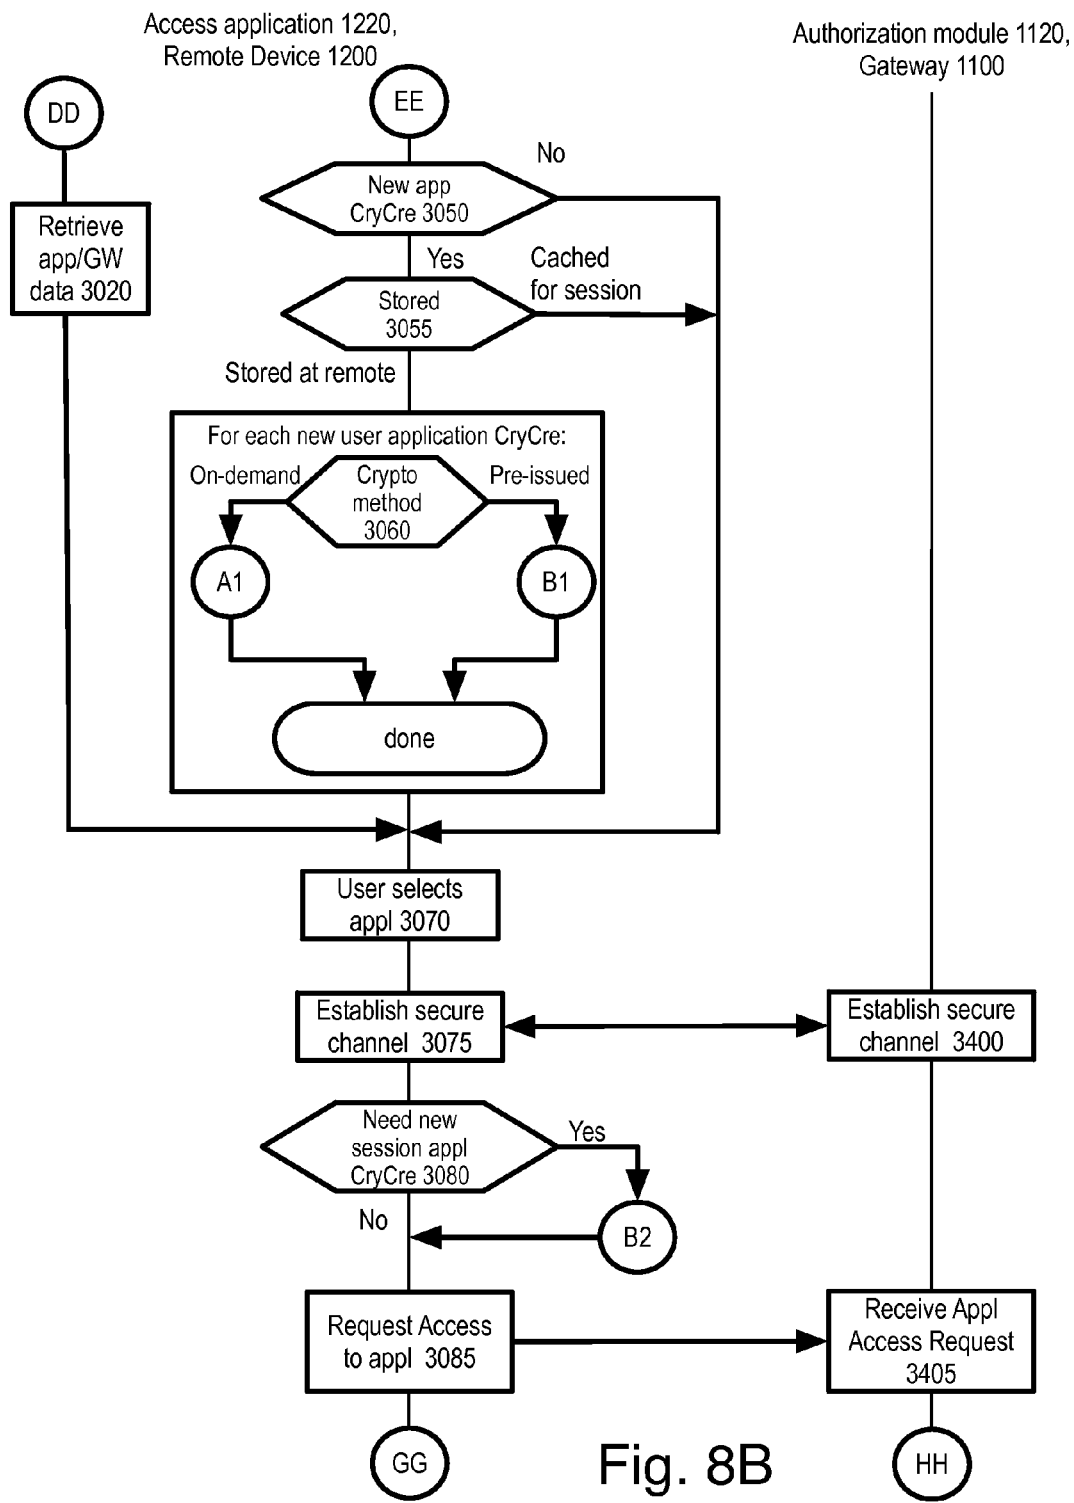 Access application 1220,
Remote Device 1200
Authorization module 1120,
Gateway 1100
DD
EE
No
New app
CryCre 3050
Retrieve
app/GW
data 3020
Yes
Cached
for session
Stored
3055
Stored at remote
For each new user application CryCre:
On-demand
Crypto
method
3060
Pre-issued
A1
B1
done
User selects
appl 3070
Establish secure
channel 3075
Establish secure
channel 3400
Need new
session appl
CryCre 3080
Yes
No
B2
Request Access
to appl 3085
Receive Appl
Access Request
3405
GG
Fig. 8B
HH